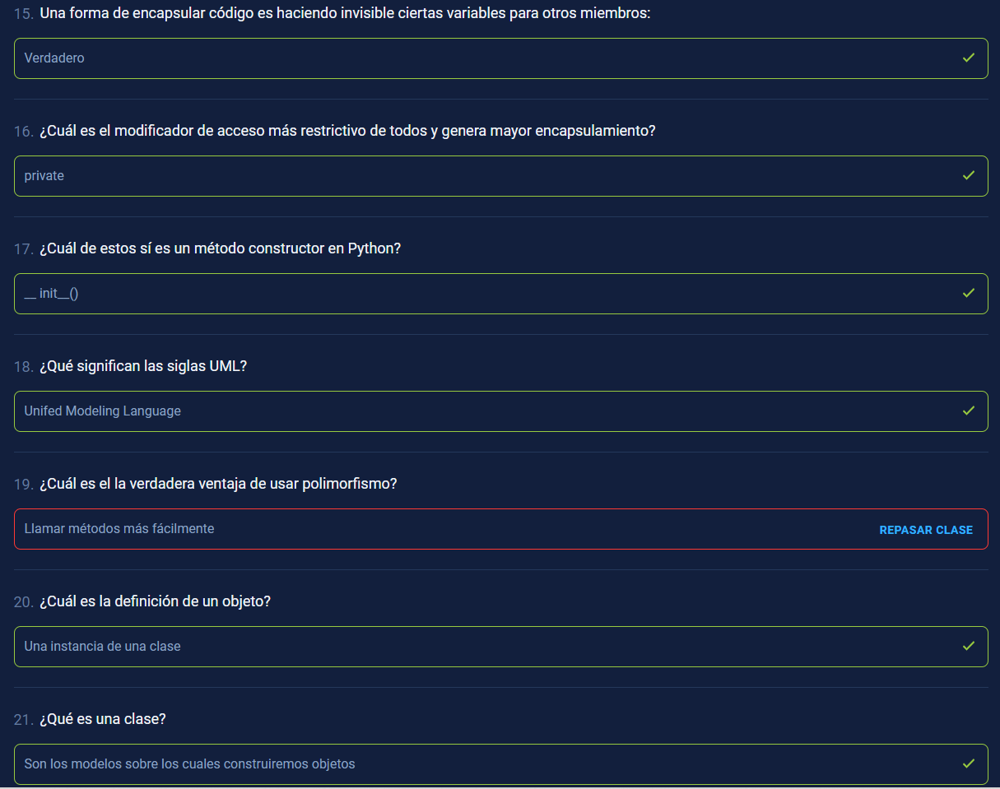 15. Una forma de encapsular código es haciendo invisible ciertas variables para otros miembros:
Verdadero
16. ¿Cuál es el modificador de acceso más restrictivo de todos y genera mayor encapsulamiento?
private
17. ¿Cuál de estos sí es un método constructor en Python?
__ init__()
18. ¿Qué significan las siglas UML?
Unifed Modeling Language
19. ¿Cuál es el la verdadera ventaja de usar polimorfismo?
Llamar métodos más fácilmente REPASAR CLASE
20. ¿Cuál es la definición de un objeto?
Una instancia de una clase
21. ¿Qué es una clase?
Son los modelos sobre los cuales construiremos objetos